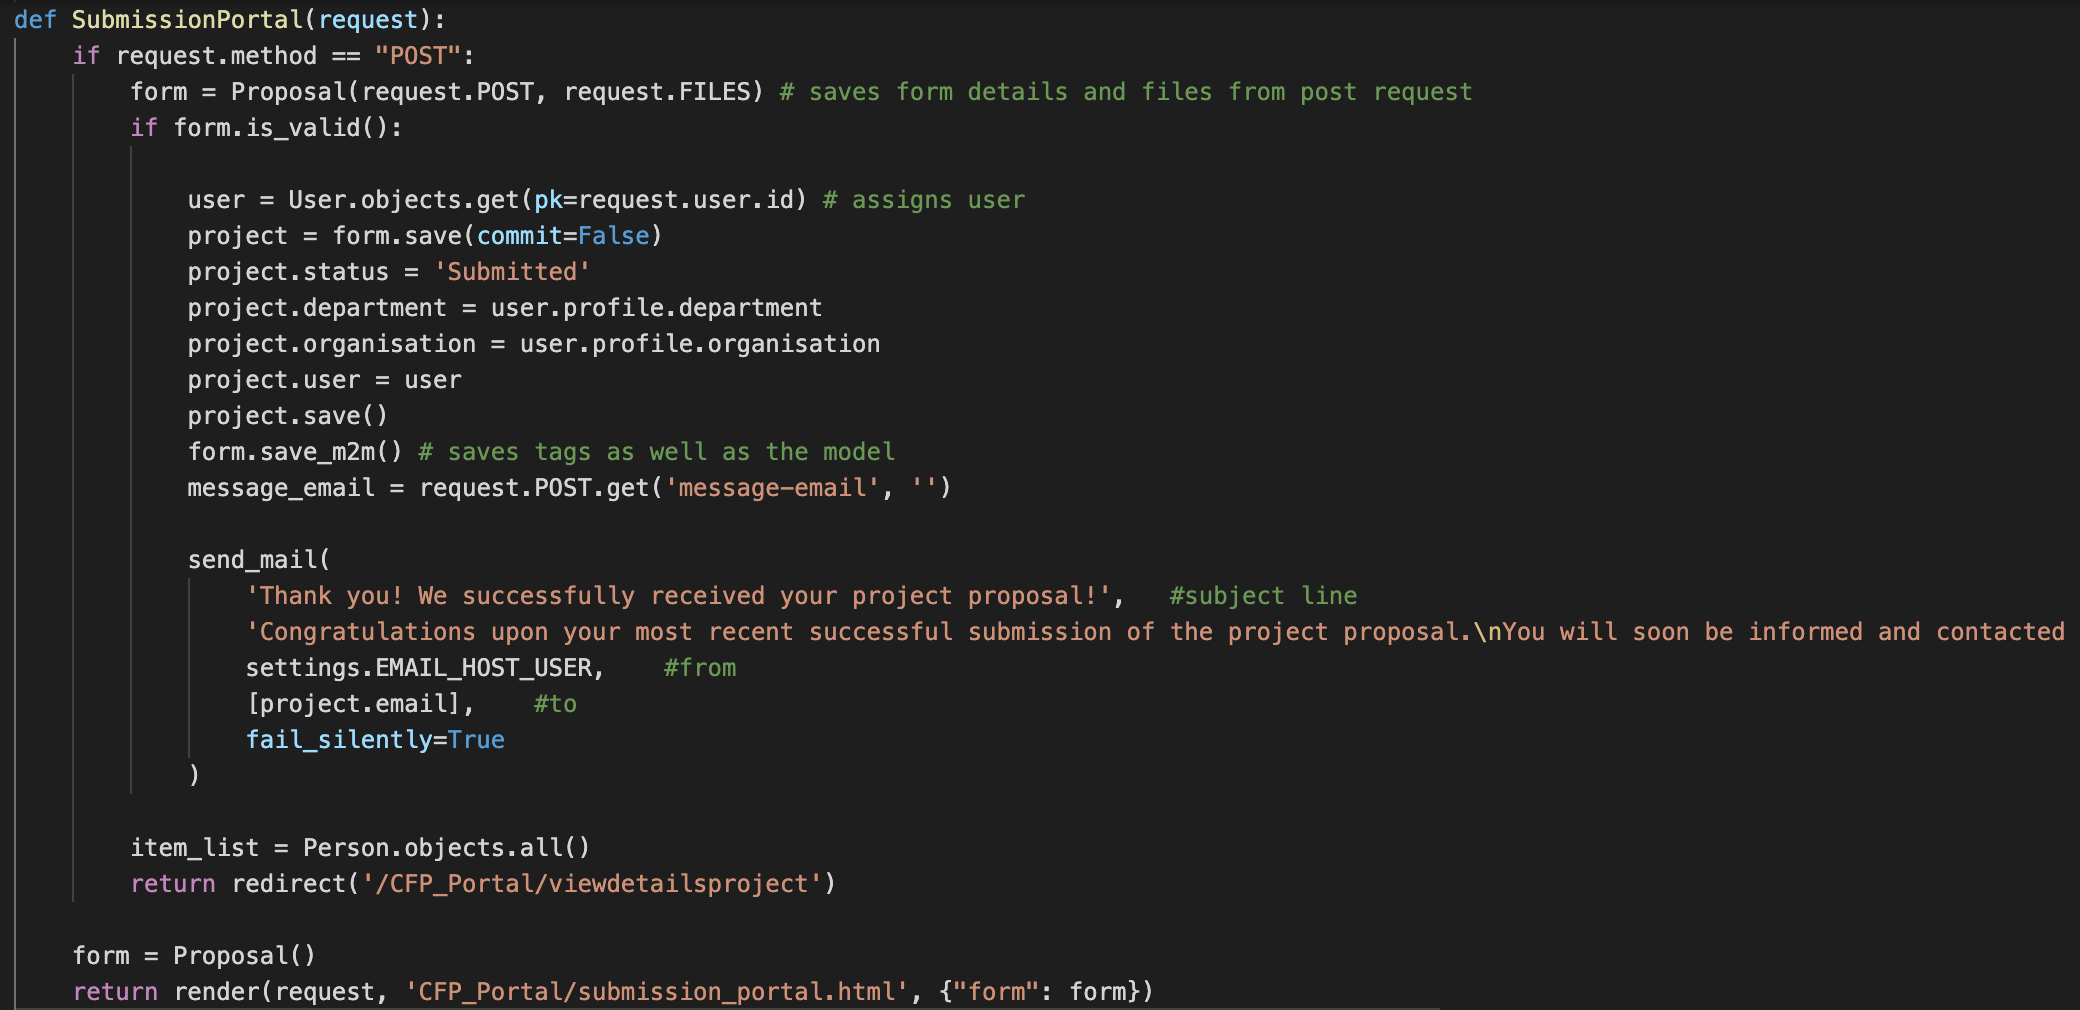 def SubmissionPortal(request):
    if request.method == "POST":
        form = Proposal(request.POST, request.FILES) # saves form details and files from post request
        if form.is_valid():

            user = User.objects.get(pk=request.user.id) # assigns user
            project = form.save(commit=False)
            project.status = 'Submitted'
            project.department = user.profile.department
            project.organisation = user.profile.organisation
            project.user = user
            project.save()
            form.save_m2m() # saves tags as well as the model
            message_email = request.POST.get('message-email', '')

            send_mail(
                'Thank you! We successfully received your project proposal!',   #subject line
                'Congratulations upon your most recent successful submission of the project proposal.\nYou will soon be informed and contacted
                settings.EMAIL_HOST_USER,    #from
                [project.email],    #to
                fail_silently=True
            )

        item_list = Person.objects.all()
        return redirect('/CFP_Portal/viewdetailsproject')

    form = Proposal()
    return render(request, 'CFP_Portal/submission_portal.html', {"form": form})